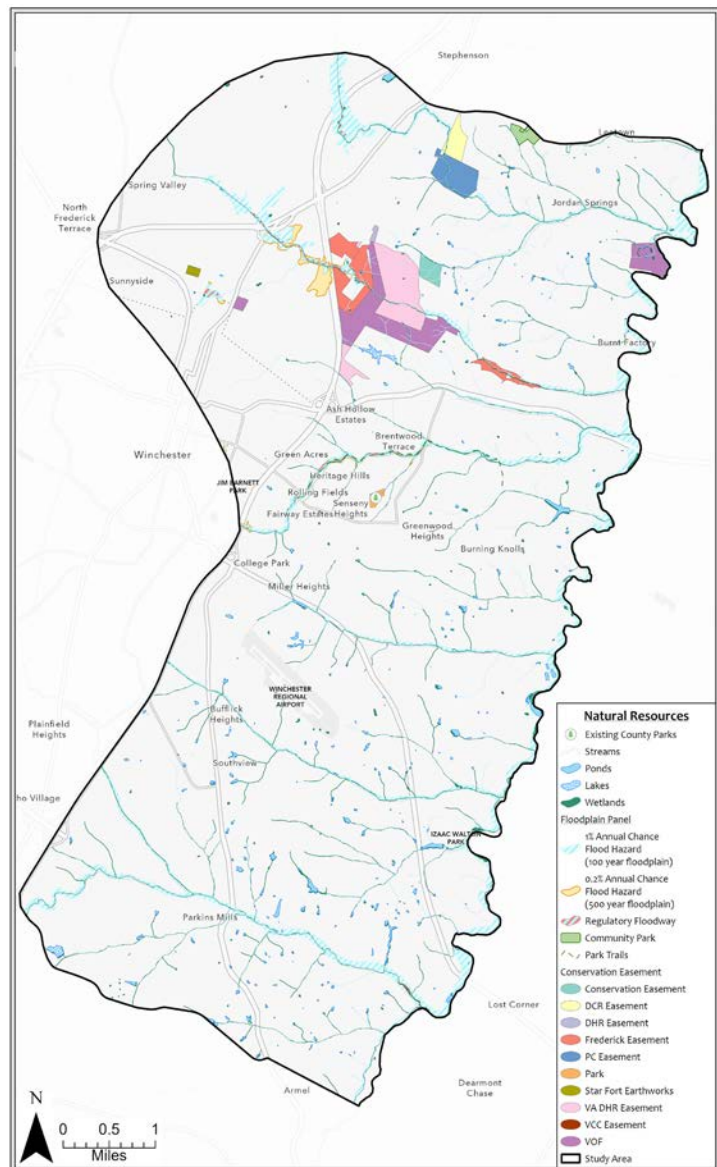 Stephenson
Leetown
Spring Valley
Jordan Springs
North
Frederick
Terrace
Sunnyside
Burnt Factory
Ash Hollow
Estates
Brentwood
Terrace
Winchester
Green Acres
Heritage Hills
JIM BARNETT
PARK
Rolling Fields
Senseny
Fairway Estates
Heights
Greenwood
Heights
Burning Knolls
College Park
Miller Heights
WINCHESTER
REGIONAL
AIRPORT
Plainfield
Heights
Bufflick
Heights
Southview
ho Village
IZAAC WALTON
PARK
Parkins Mills
Lost Corner
Armel
Dearmont
Chase
N
0 0.5 1
Miles
Natural Resources
Existing County Parks
Streams
Ponds
Lakes
Wetlands
Floodplain Panel
1% Annual Chance
Flood Hazard
(100 year floodplain)
0.2% Annual Chance
Flood Hazard
(500 year floodplain)
Regulatory Floodway
Community Park
Park Trails
Conservation Easement
Conservation Easement
DCR Easement
DHR Easement
Frederick Easement
PC Easement
Park
Star Fort Earthworks
VA DHR Easement
VCC Easement
VOF
Study Area